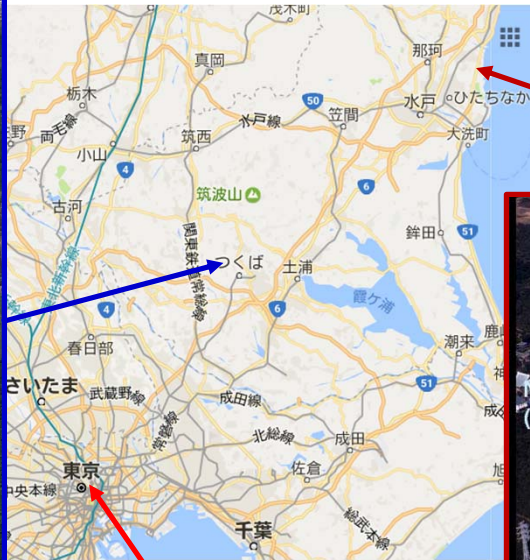 茂木町
真岡
那珂
栃木
50
水戸
ひたちなか
両毛線
水戸線
笠間
小山
筑西
大洗町
4
筑波山
6
古河
関東鉄道常総線
鉾田
51
つくば
土浦
霞ケ浦
4
6
春日部
潮来
さいたま
武蔵野線
成田線
51
常磐線
北総線
成田
東京
佐倉
中央本線
千葉
総武本線